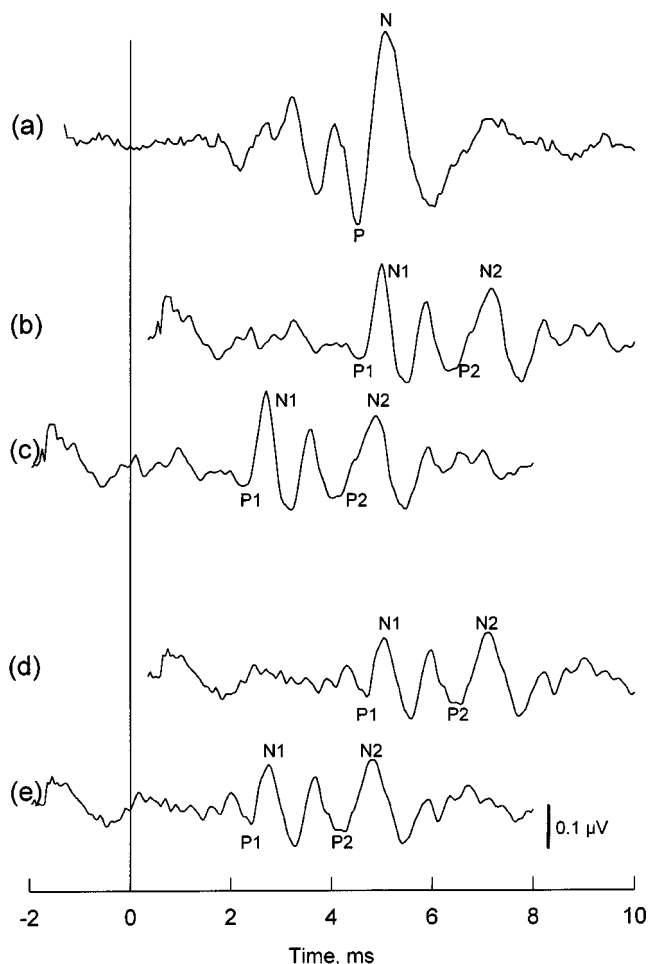 N
(a)
P
N1 N2
(b)
P1 P2
N1 N2
(c)
P1 P2
N1 N2
(d)
P1 P2
N1 N2
(e)
P1 P2
0.1 µV
-2 0 2 4 6 8 10
Time, ms